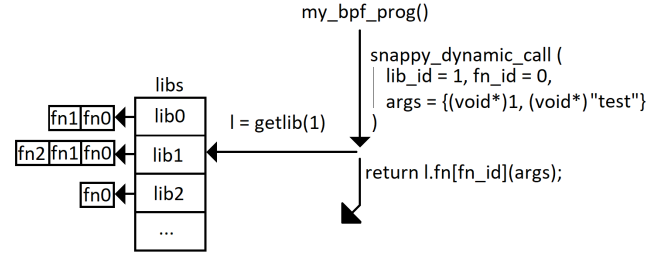 my_bpf_prog()
snappy_dynamic_call (
lib_id = 1, fn_id = 0,
args = {(void*)1, (void*)"test"}
)
libs
fn1 fn0 lib0
l = getlib(1)
fn2 fn1 fn0 lib1
return l.fn[fn_id](args);
fn0 lib2
...